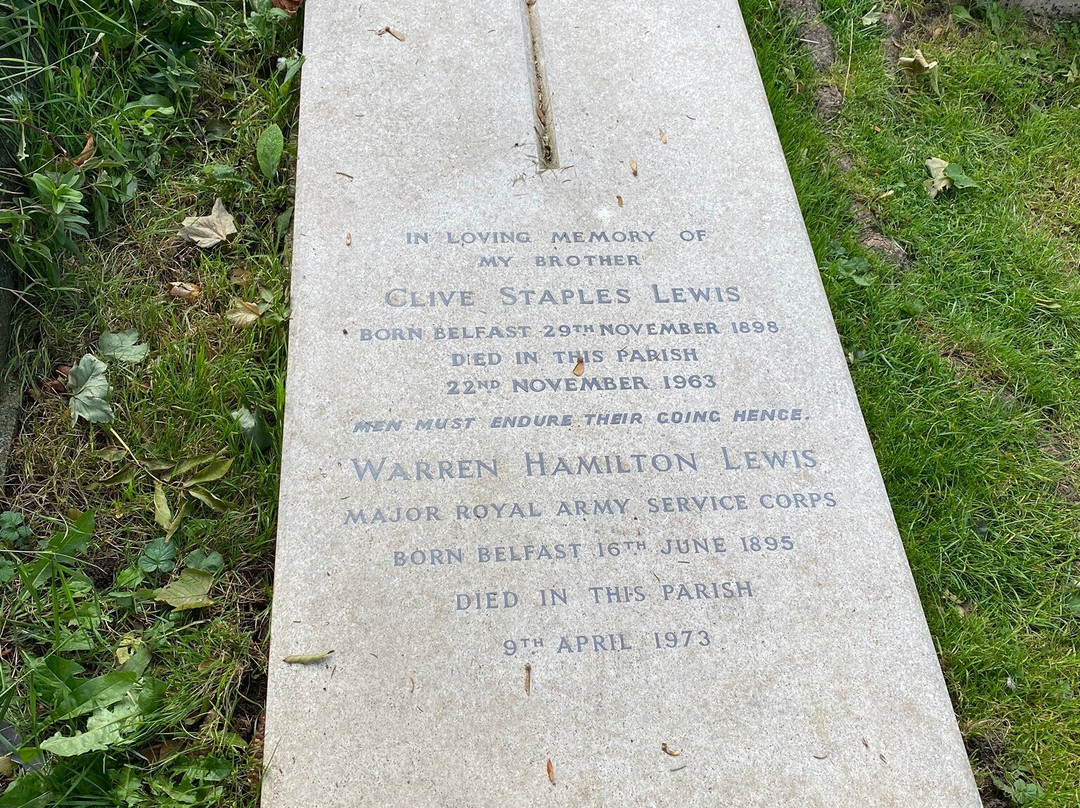 IN LOVING MEMORY OF
MY BROTHER
CLIVE STAPLES LEWIS
BORN BELFAST 29TH NOVEMBER 1898
DIED IN THIS PARISH
22ND NOVEMBER 1963
MEN MUST ENDURE THEIR GOING HENCE.
WARREN HAMILTON LEWIS
MAJOR ROYAL ARMY SERVICE CORPS
BORN BELFAST 16TH JUNE 1895
DIED IN THIS PARISH
9TH APRIL 1973